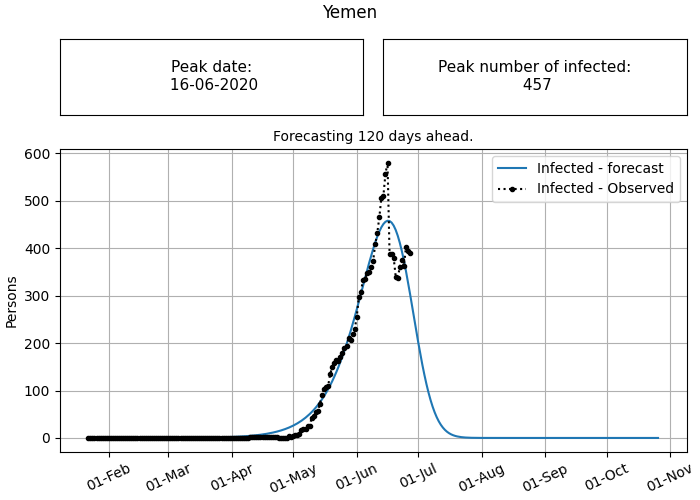 Yemen
Peak date:
16-06-2020
Peak number of infected:
457
Forecasting 120 days ahead.
600
500
400
300
200
100
0
Persons
Infected - forecast
Infected - Observed
01-Feb
01-Mar
01-Apr
01-May
01-Jun
01-Jul
01-Aug
01-Sep
01-Oct
01-Nov